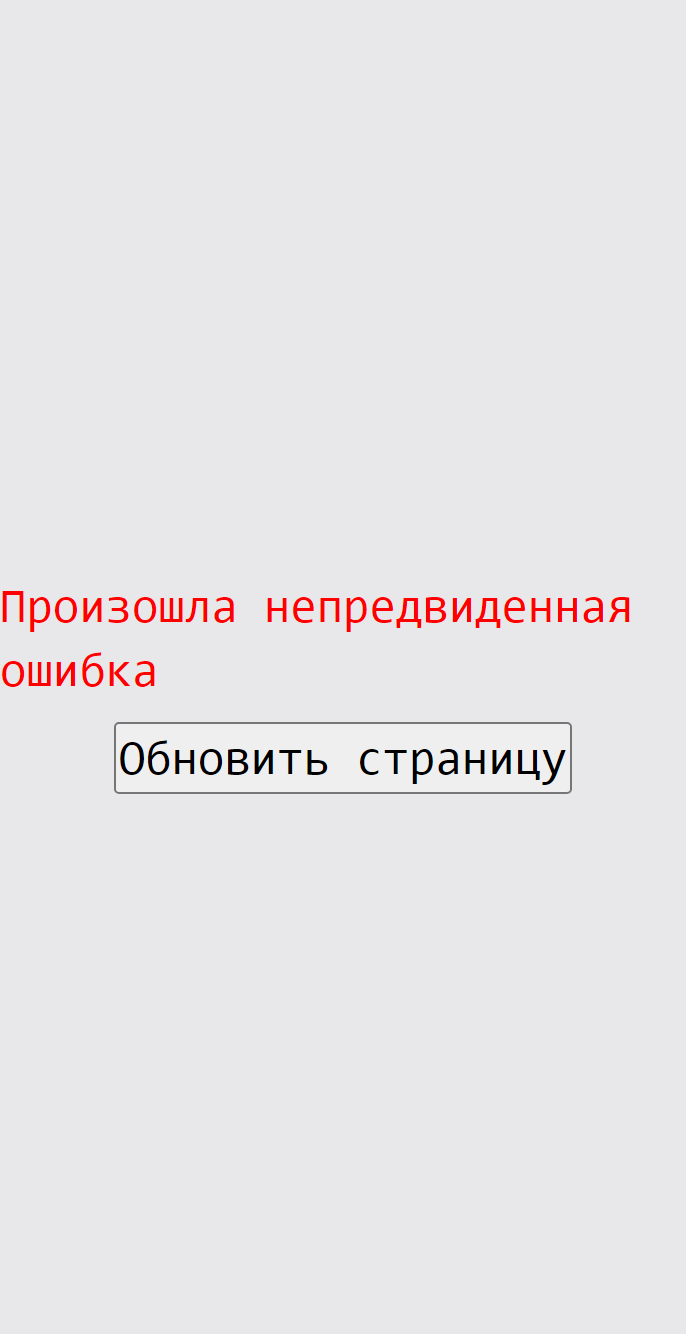 Произошла непредвиденная
ошибка
Обновить страницу